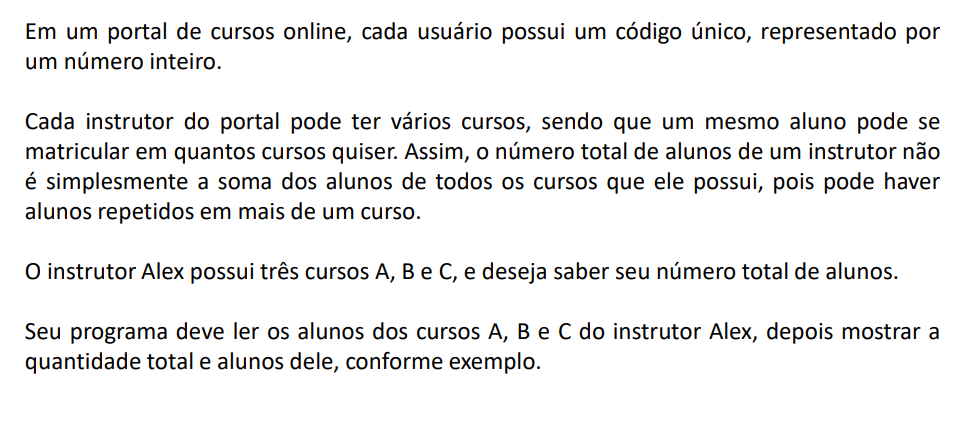 Em um portal de cursos online, cada usuário possui um código único, representado por
um número inteiro.
Cada instrutor do portal pode ter vários cursos, sendo que um mesmo aluno pode se
matricular em quantos cursos quiser. Assim, o número total de alunos de um instrutor não
é simplesmente a soma dos alunos de todos os cursos que ele possui, pois pode haver
alunos repetidos em mais de um curso.
O instrutor Alex possui três cursos A, B e C, e deseja saber seu número total de alunos.
Seu programa deve ler os alunos dos cursos A, B e C do instrutor Alex, depois mostrar a
quantidade total e alunos dele, conforme exemplo.